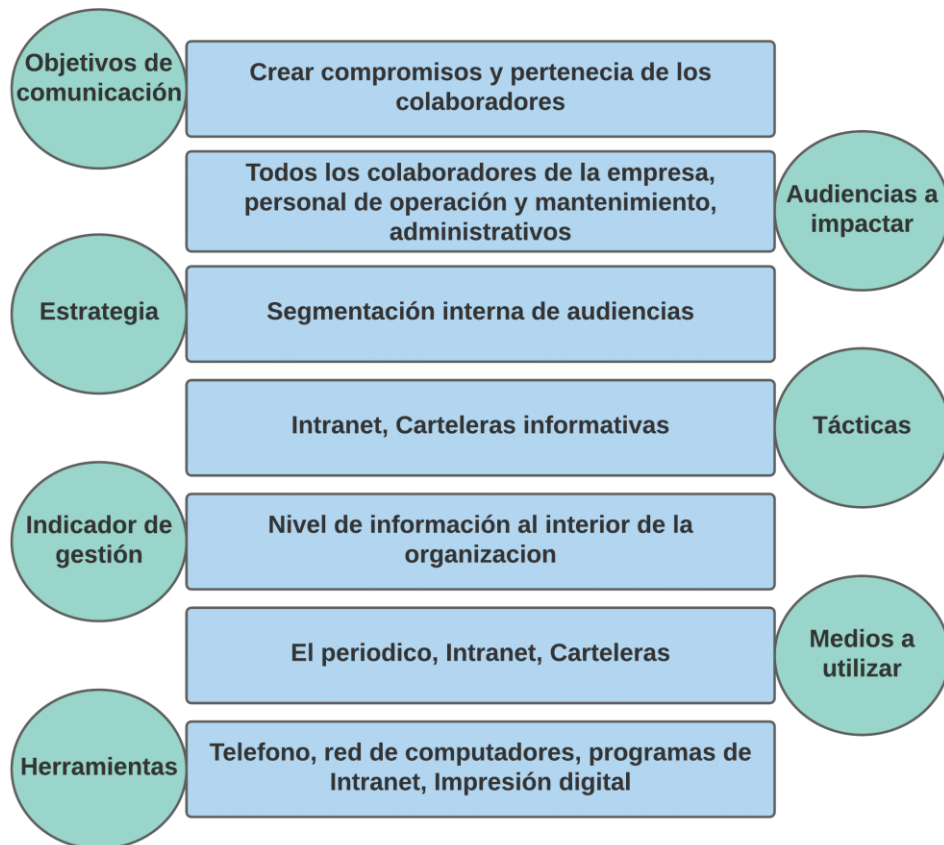 Objetivos de
comunicación
Crear compromisos y pertenecia de los
colaboradores
Todos los colaboradores de la empresa,
personal de operación y mantenimiento,
administrativos
Audiencias a
impactar
Estrategia
Segmentación interna de audiencias
Intranet, Carteleras informativas
Tácticas
Indicador de
gestión
Nivel de información al interior de la
organizacion
El periodico, Intranet, Carteleras
Medios a
utilizar
Herramientas
Telefono, red de computadores, programas de
Intranet, Impresión digital